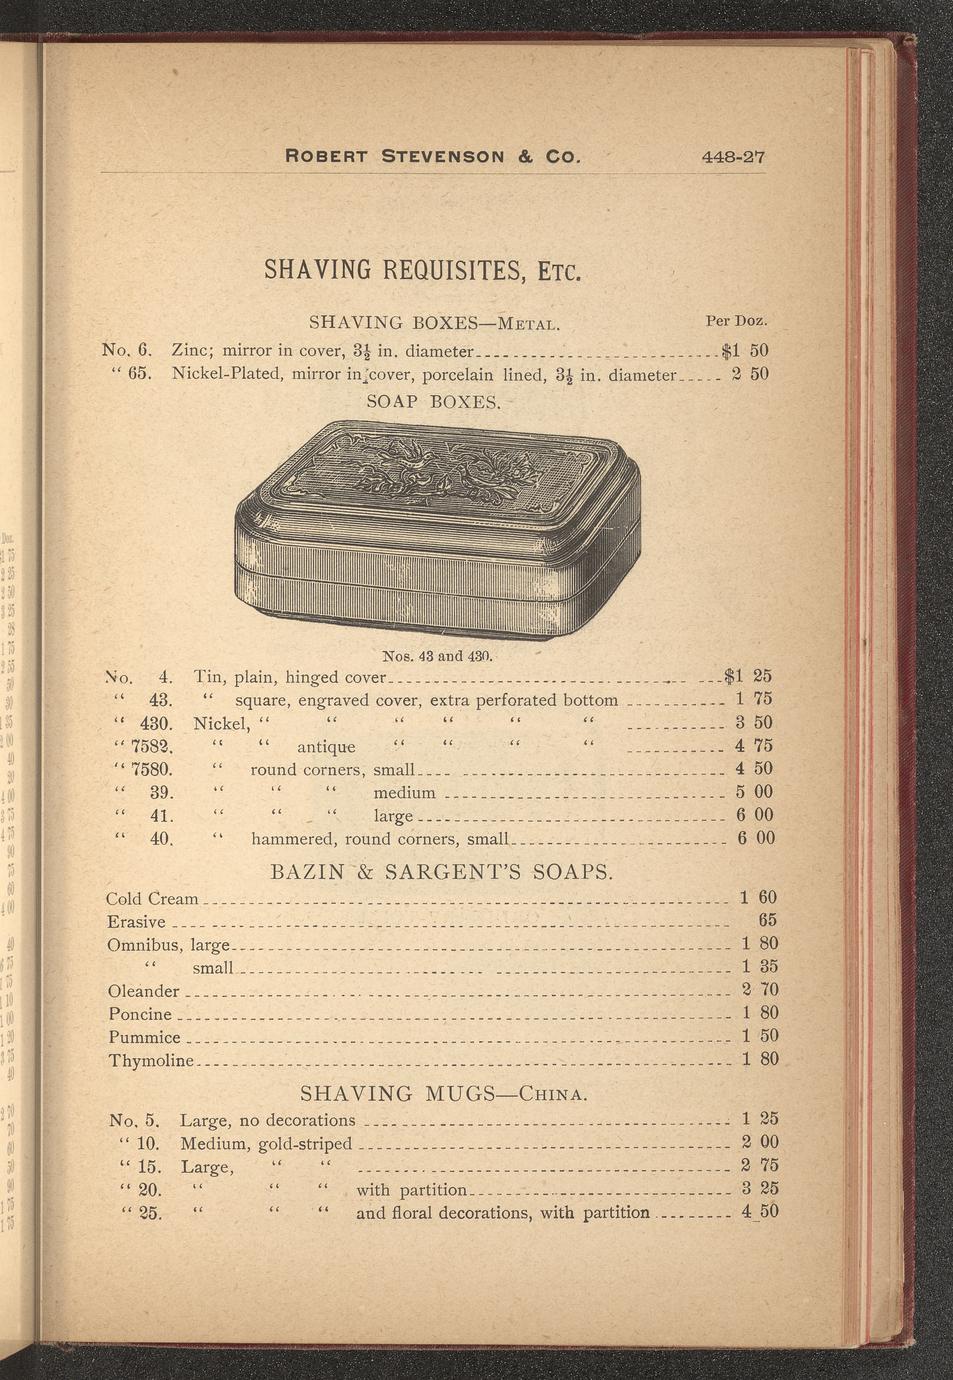 ROBERT STEVENSON & CO. 448-27
SHAVING REQUISITES, ETC.
SHAVING BOXES—METAL. Per Doz.
No. 6. Zinc; mirror in cover, 3½ in. diameter $1 50
“ 65. Nickel-Plated, mirror in cover, porcelain lined, 3½ in. diameter 2 50
SOAP BOXES.
Nos. 43 and 430.
No. 4. Tin, plain, hinged cover $1 25
“ 43. “ square, engraved cover, extra perforated bottom 1 75
“ 430. Nickel, “ “ “ “ “ “ 3 50
“ 7582. “ “ antique “ “ “ “ 4 75
“ 7580. “ round corners, small 4 50
“ 39. “ “ “ medium 5 00
“ 41. “ “ “ large 6 00
“ 40. “ hammered, round corners, small 6 00
BAZIN & SARGENT'S SOAPS.
Cold Cream 1 60
Erasive 65
Omnibus, large 1 80
“ small 1 35
Oleander 2 70
Poncine 1 80
Pummice 1 50
Thymoline 1 80
SHAVING MUGS—CHINA.
No. 5. Large, no decorations 1 25
“ 10. Medium, gold-striped 2 00
“ 15. Large, “ “ 2 75
“ 20. “ “ “ with partition 3 25
“ 25. “ “ “ and floral decorations, with partition 4 50